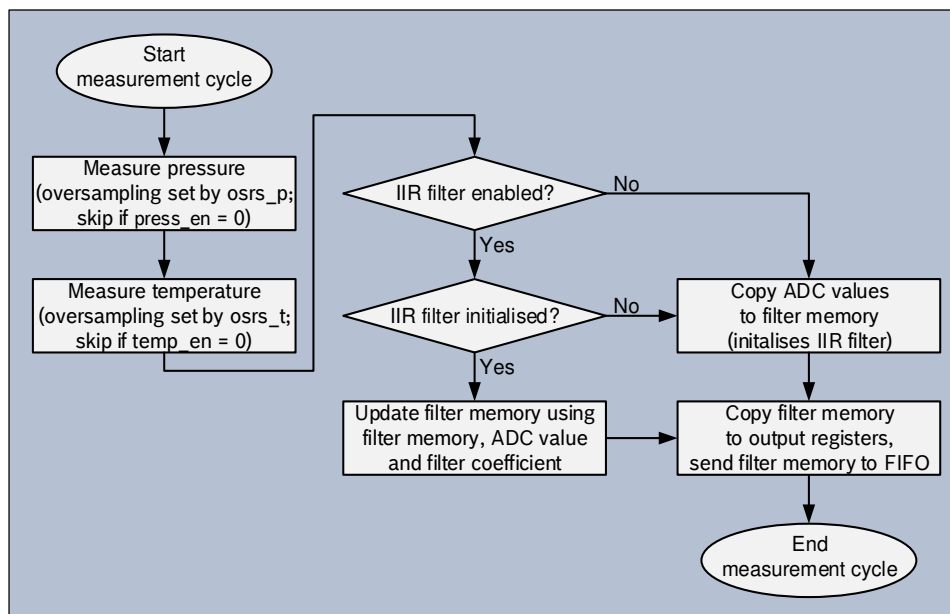 Start
measurement cycle
Measure pressure
(oversampling set by osrs_p;
skip if press_en = 0)
Measure temperature
(oversampling set by osrs_t;
skip if temp_en = 0)
IIR filter enabled?
No
Yes
IIR filter initialised?
No
Yes
Copy ADC values
to filter memory
(initalises IIR filter)
Update filter memory using
filter memory, ADC value
and filter coefficient
Copy filter memory
to output registers,
send filter memory to FIFO
End
measurement cycle